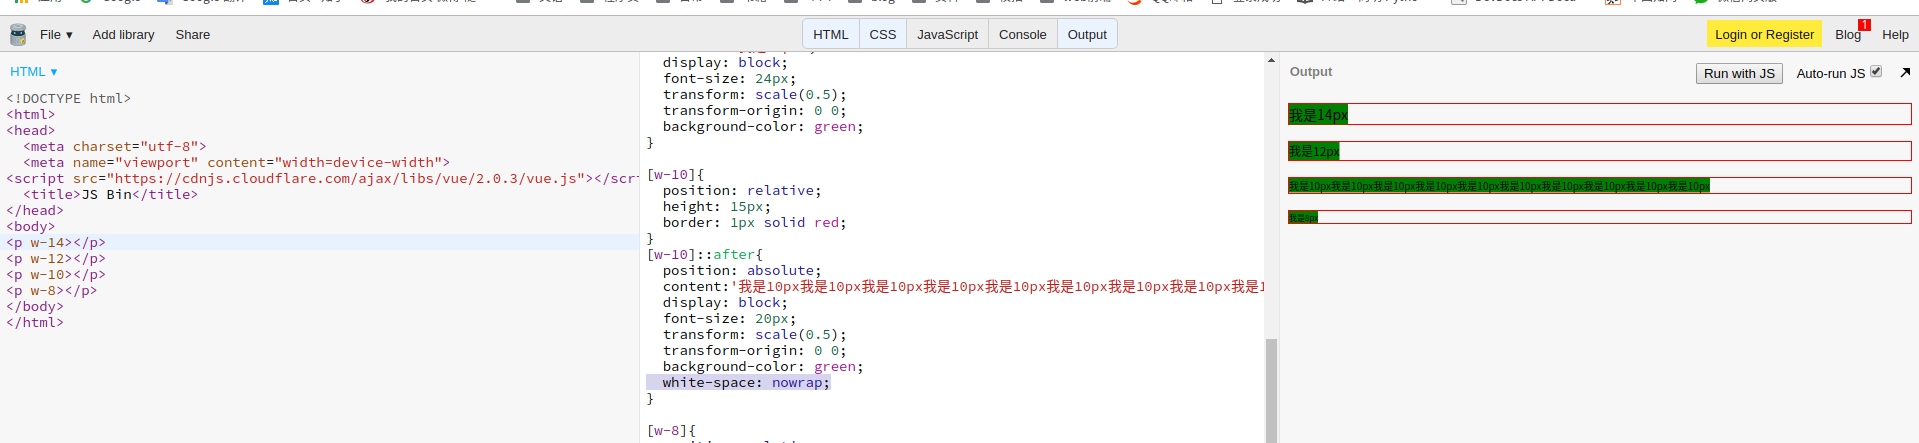 File ▾ Add library Share HTML CSS JavaScript Console Output Login or Register Blog 1 Help
HTML ▾
<!DOCTYPE html>
<html>
<head>
<meta charset="utf-8">
<meta name="viewport" content="width=device-width">
<script src="https://cdnjs.cloudflare.com/ajax/libs/vue/2.0.3/vue.js"></scr
<title>JS Bin</title>
</head>
<body>
<p w-14></p>
<p w-12></p>
<p w-10></p>
<p w-8></p>
</body>
</html>
display: block;
font-size: 24px;
transform: scale(0.5);
transform-origin: 0 0;
background-color: green;
}
[w-10]{
position: relative;
height: 15px;
border: 1px solid red;
}
[w-10]::after{
position: absolute;
content:'我是10px我是10px我是10px我是10px我是10px我是10px我是10px我是10px我是1
display: block;
font-size: 20px;
transform: scale(0.5);
transform-origin: 0 0;
background-color: green;
white-space: nowrap;
}
[w-8]{
Output Run with JS Auto-run JS
我是14px
我是12px
我是10px我是10px我是10px我是10px我是10px我是10px我是10px我是10px我是10px我是10px
我是8px